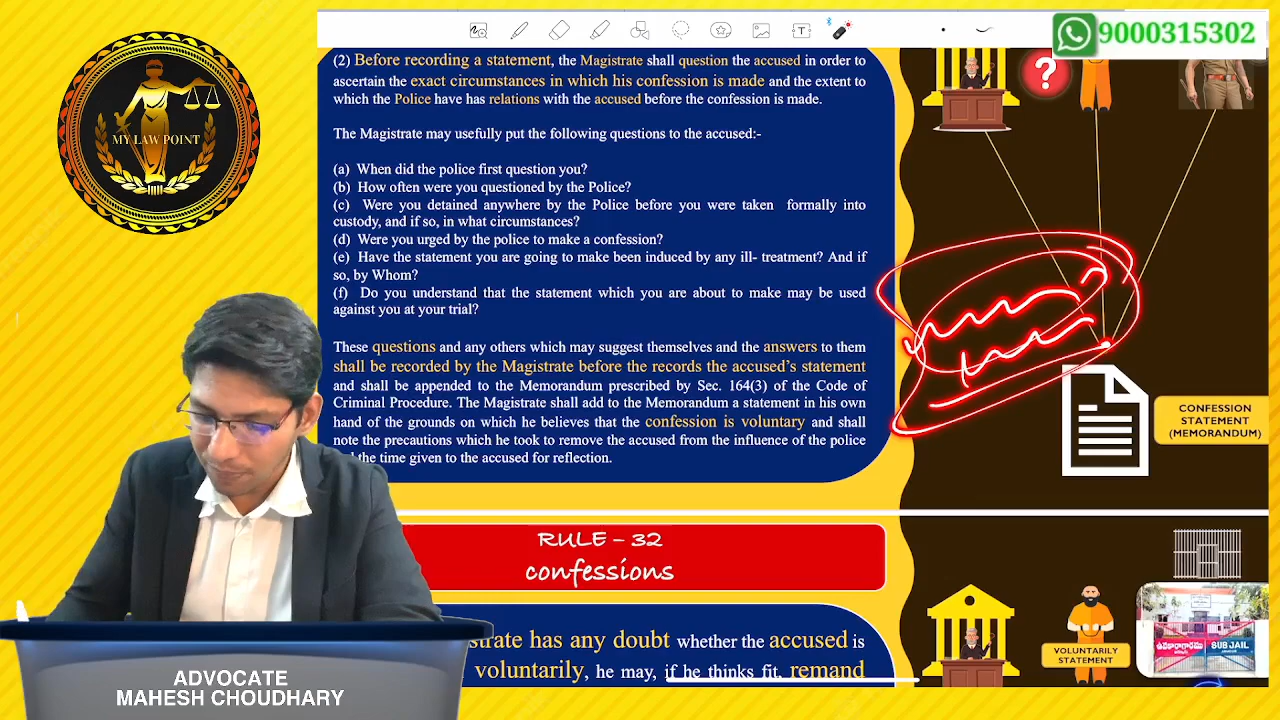 9000315302
MY LAW POINT
(2) Before recording a statement, the Magistrate shall question the accused in order to
ascertain the exact circumstances in which his confession is made and the extent to
which the Police have has relations with the accused before the confession is made.
The Magistrate may usefully put the following questions to the accused:-
(a) When did the police first question you?
(b) How often were you questioned by the Police?
(c) Were you detained anywhere by the Police before you were taken formally into
custody, and if so, in what circumstances?
(d) Were you urged by the police to make a confession?
(e) Have the statement you are going to make been induced by any ill- treatment? And if
so, by Whom?
(f) Do you understand that the statement which you are about to make may be used
against you at your trial?
These questions and any others which may suggest themselves and the answers to them
shall be recorded by the Magistrate before the records the accused's statement
and shall be appended to the Memorandum prescribed by Sec. 164(3) of the Code of
Criminal Procedure. The Magistrate shall add to the Memorandum a statement in his own
hand of the grounds on which he believes that the confession is voluntary and shall
note the precautions which he took to remove the accused from the influence of the police
the time given to the accused for reflection.
CONFESSION
STATEMENT
(MEMORANDUM)
RULE – 32
confessions
has any doubt whether the accused is
voluntarily, he may, if he thinks fit, remand
VOLUNTARILY
STATEMENT
SUB JAIL
ADVOCATE
MAHESH CHOUDHARY